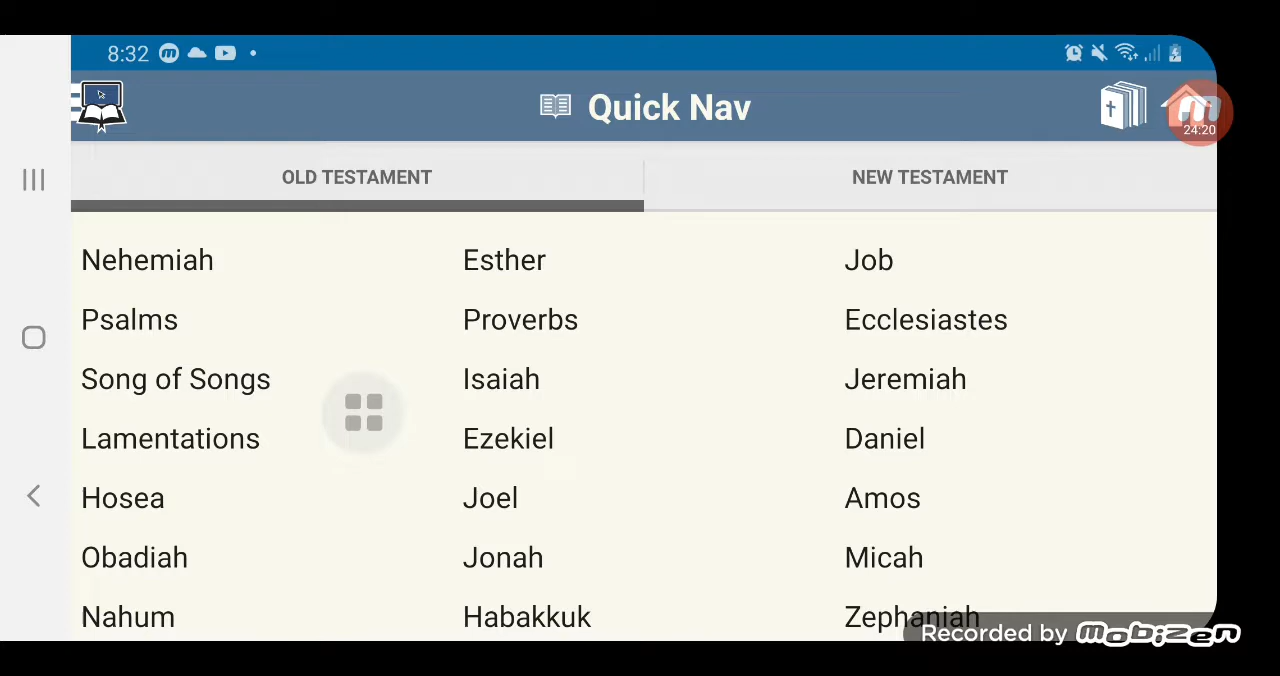 8:32
Quick Nav
24:20
OLD TESTAMENT NEW TESTAMENT
Nehemiah Esther Job
Psalms Proverbs Ecclesiastes
Song of Songs Isaiah Jeremiah
Lamentations Ezekiel Daniel
Hosea Joel Amos
Obadiah Jonah Micah
Nahum Habakkuk Zephaniah
Recorded by mobizen